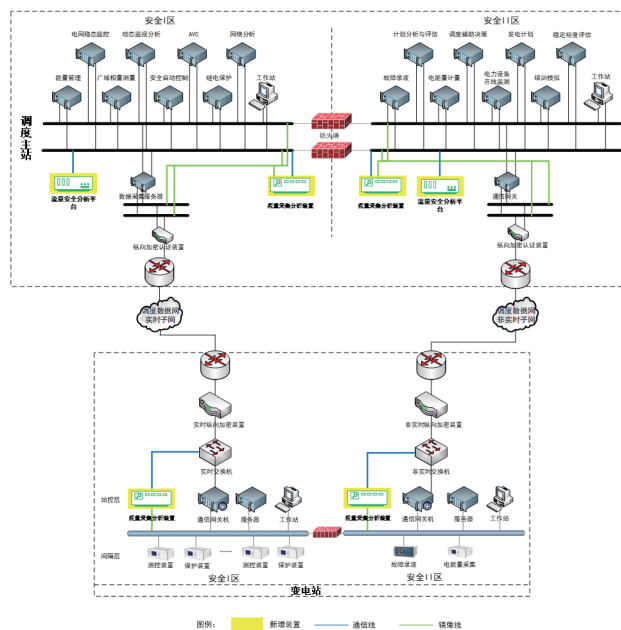 安全I区
安全II区
电网稳态监控
动态监视分析
AVC
网络分析
计划分析与评估
调度辅助决策
发电计划
稳定裕度评估
能量管理
广域相量测量
安全自动控制
继电保护
工作站
故障录波
电能量计量
电力设备
在线监测
培训模拟
工作站
调度主站
防火墙
流量安全分析平
台
数据采集服务器
流量采集分析装置
流量采集分析装置
流量安全分析平
台
通信网关
纵向加密认证装置
纵向加密认证装置
调度数据网
实时子网
调度数据网
非实时子网
实时纵向加密装置
非实时纵向加密装置
实时交换机
非实时交换机
站控层
流量采集分析装置
通信网关机
服务器
工作站
流量采集分析装置
通信网关机
服务器
工作站
间隔层
测控装置
保护装置
......
测控装置
保护装置
故障录波
电能量采集
安全I区
安全II区
变电站
图例：
新增装置
通信线
镜像线